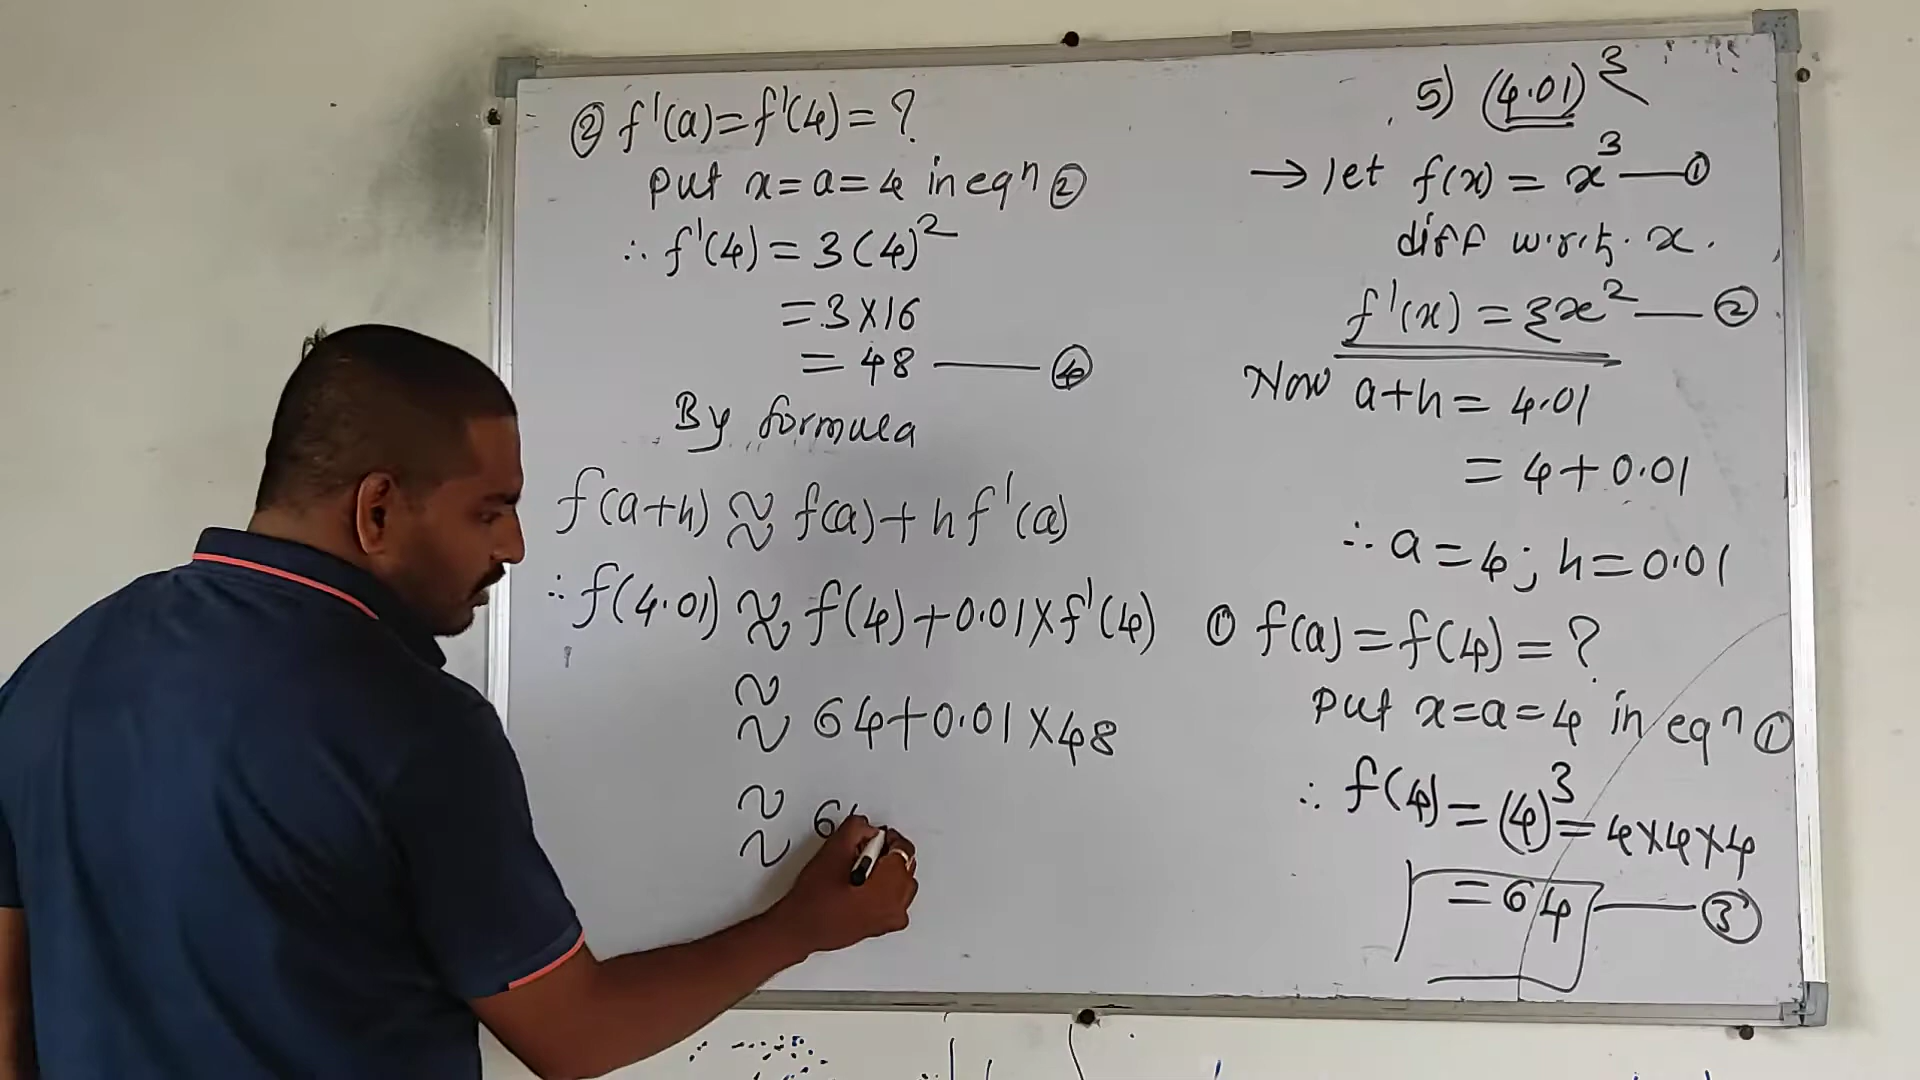 5) (4.01)³
→ let f(x) = x³ — ①
diff w.r.t. x.
f'(x) = 3x² — ②
Now a+h = 4.01
= 4+0.01
∴ a = 4; h = 0.01
① f(a) = f(4) = ?
Put x=a=4 in eqⁿ ①
∴ f(4) = (4)³ = 4×4×4
= 64 — ③
② f'(a) = f'(4) = ?
Put x=a=4 in eqⁿ ②
∴ f'(4) = 3(4)²
= 3×16
= 48 — ④
By formula
f(a+h) ≈ f(a)+hf'(a)
∴ f(4.01) ≈ f(4)+0.01×f'(4)
≈ 64+0.01×48
≈ 64